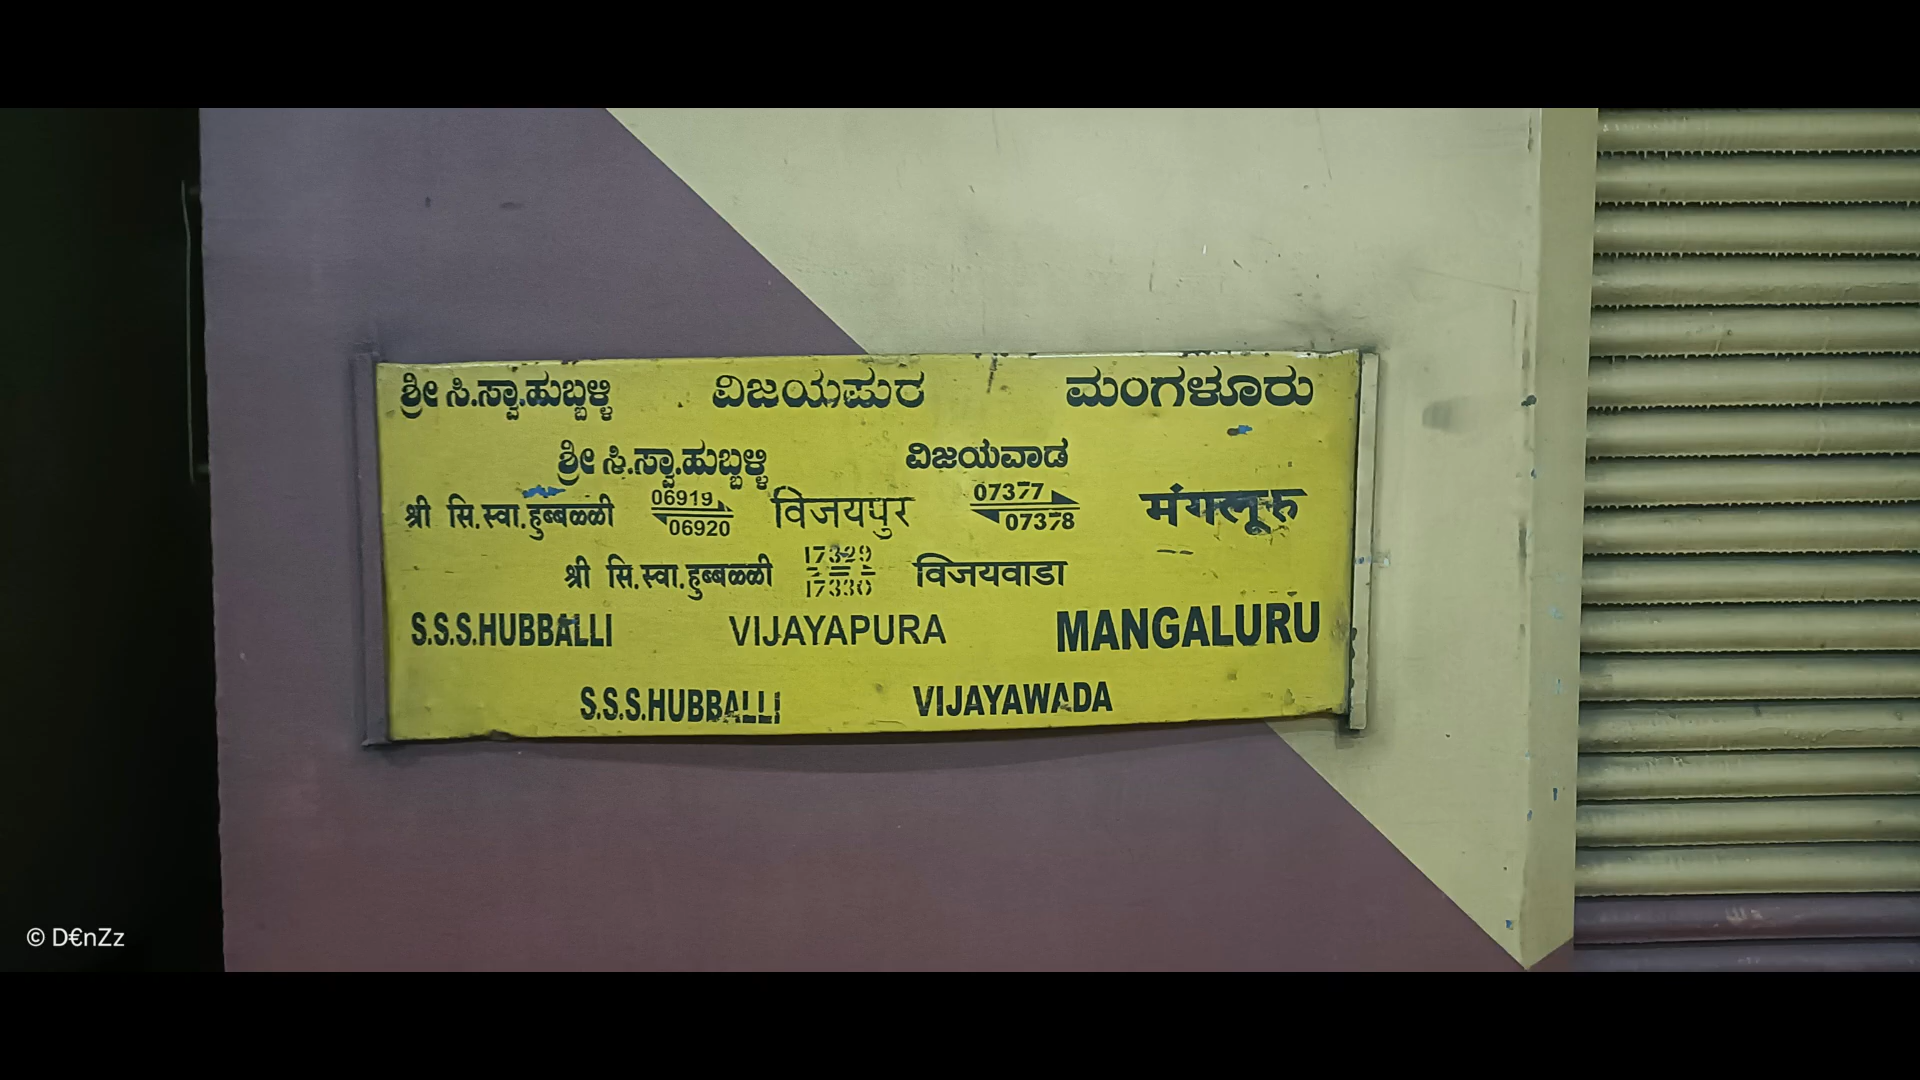 ಶ್ರೀ ಸಿ.ಸ್ವಾ.ಹುಬ್ಬಳ್ಳಿ ವಿಜಯಪುರ ಮಂಗಳೂರು
ಶ್ರೀ ಸಿ.ಸ್ವಾ.ಹುಬ್ಬಳ್ಳಿ ವಿಜಯವಾಡ
श्री सि.स्वा.हुब्बळ्ळी 06919 06920 विजयपुर 07377 07378 मंगलूरु
श्री सि.स्वा.हुब्बळ्ळी 17329 17330 विजयवाडा
S.S.S.HUBBALLI VIJAYAPURA MANGALURU
S.S.S.HUBBALLI VIJAYAWADA
© D€nZz